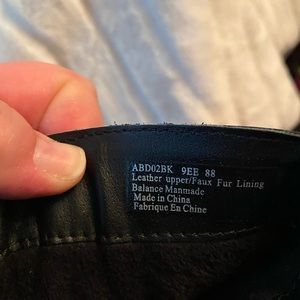 ABD02BK 9EE 88
Leather upper/Faux Fur Lining
Balance Manmade
Made in China
Fabrique En Chine